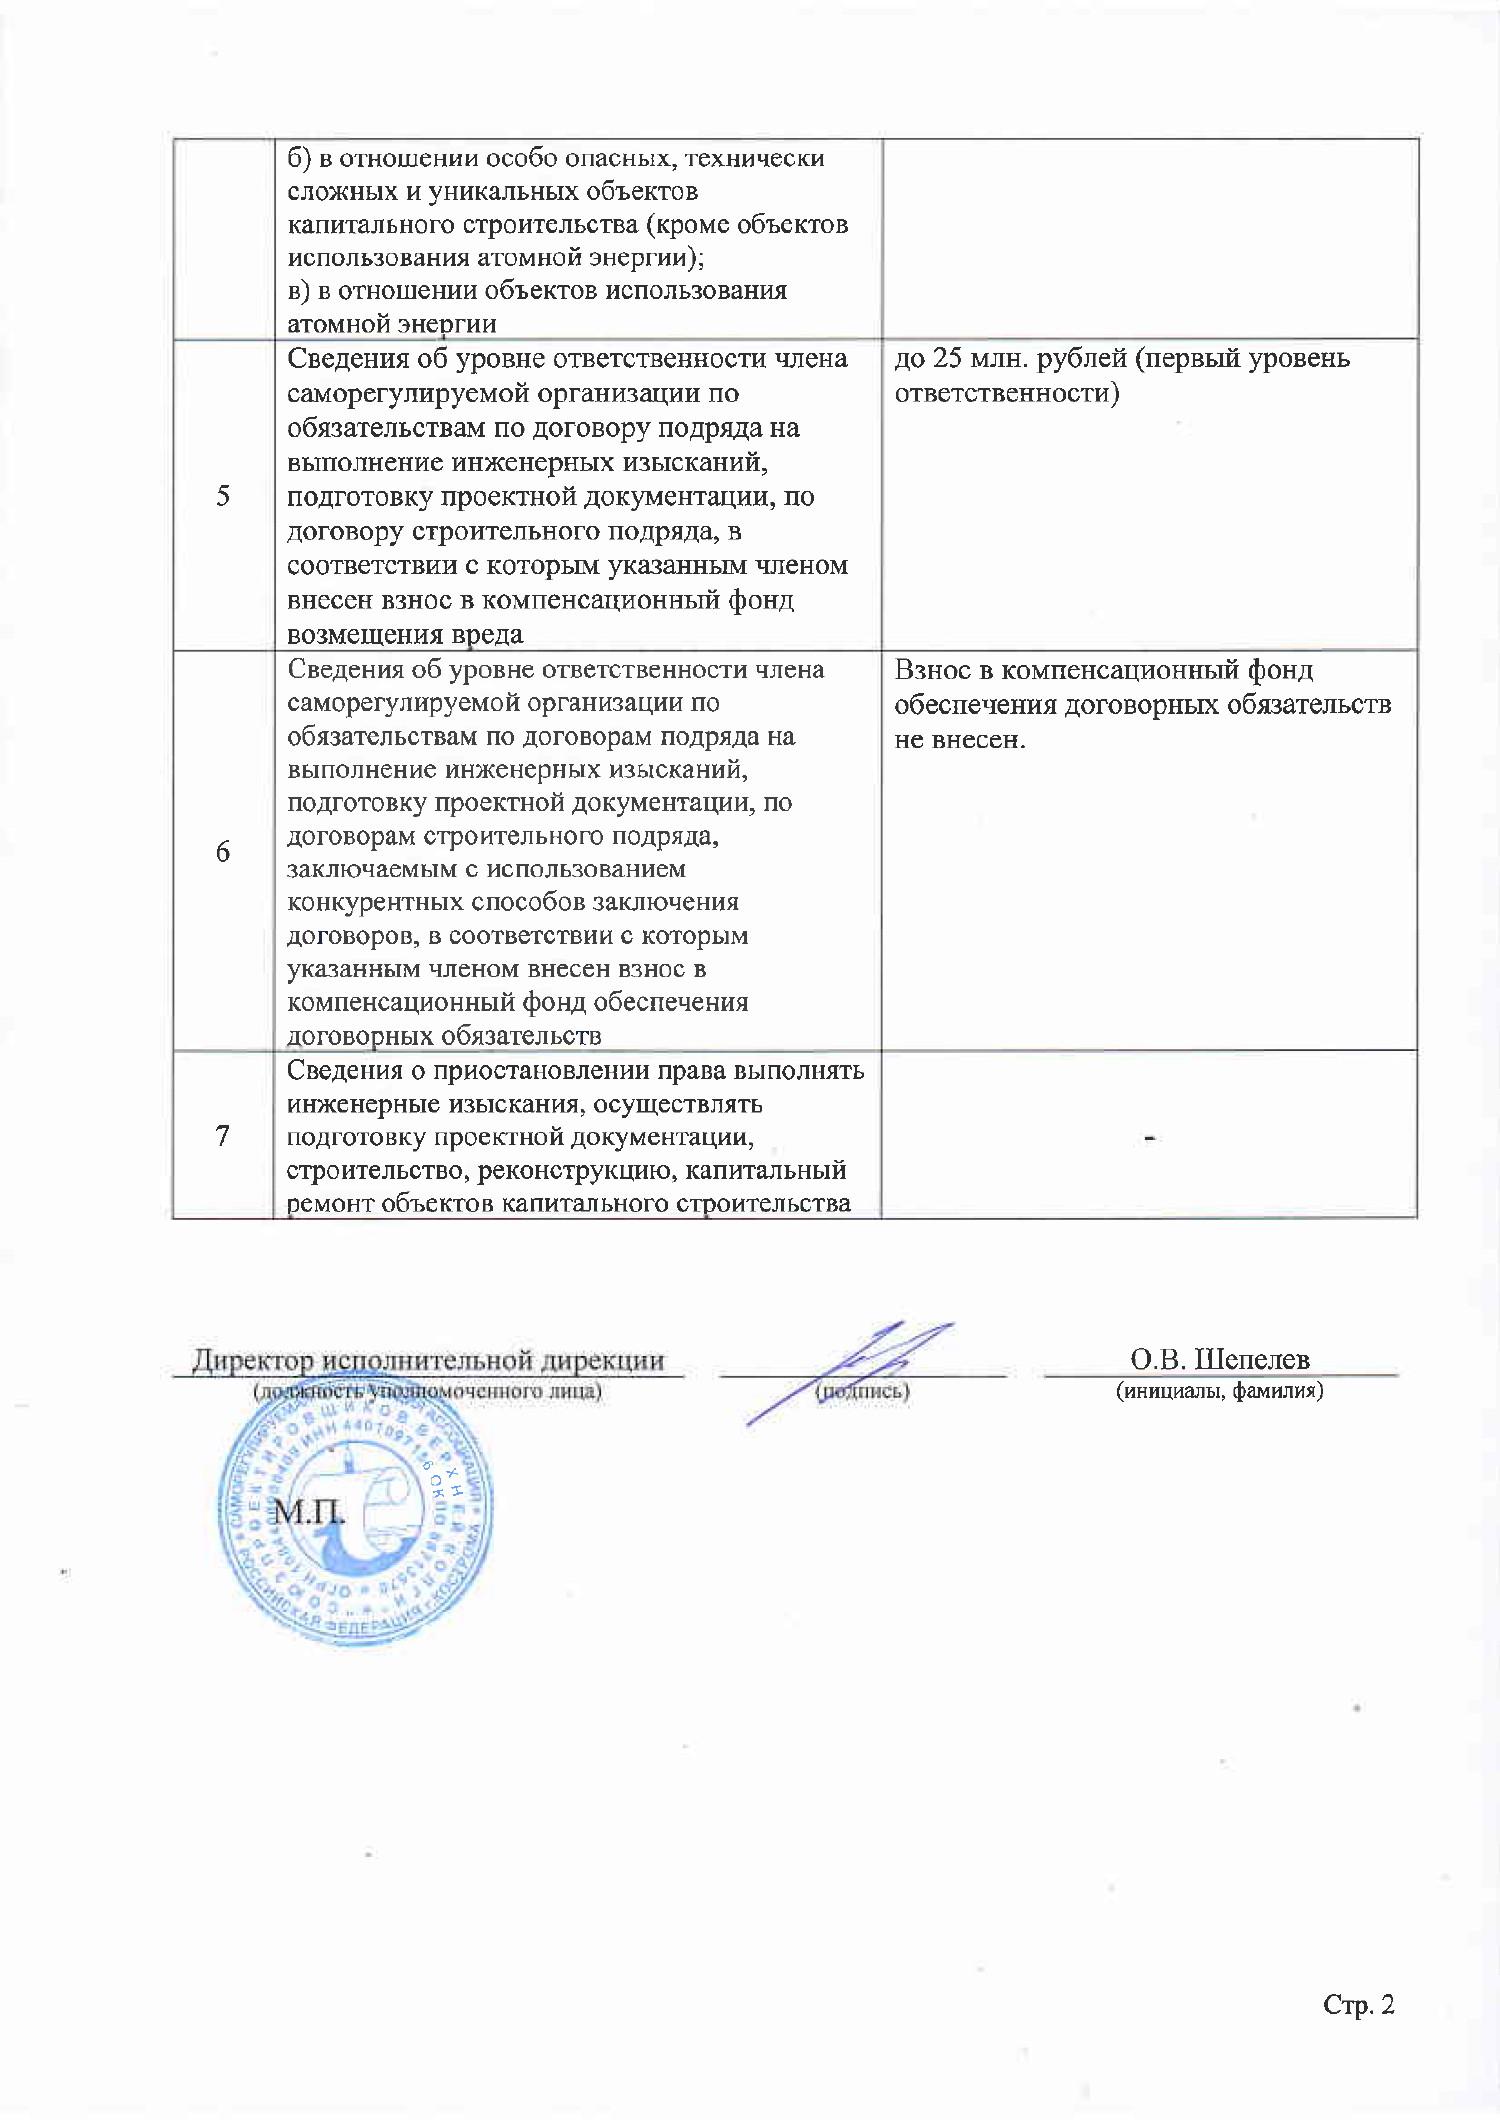 б) в отношении особо опасных, технически
сложных и уникальных объектов
капитального строительства (кроме объектов
использования атомной энергии);
в) в отношении объектов использования
атомной энергии
5
Сведения об уровне ответственности члена
саморегулируемой организации по
обязательствам по договору подряда на
выполнение инженерных изысканий,
подготовку проектной документации, по
договору строительного подряда, в
соответствии с которым указанным членом
внесен взнос в компенсационный фонд
возмещения вреда
до 25 млн. рублей (первый уровень
ответственности)
6
Сведения об уровне ответственности члена
саморегулируемой организации по
обязательствам по договорам подряда на
выполнение инженерных изысканий,
подготовку проектной документации, по
договорам строительного подряда,
заключаемым с использованием
конкурентных способов заключения
договоров, в соответствии с которым
указанным членом внесен взнос в
компенсационный фонд обеспечения
договорных обязательств
Взнос в компенсационный фонд
обеспечения договорных обязательств
не внесен.
7
Сведения о приостановлении права выполнять
инженерные изыскания, осуществлять
подготовку проектной документации,
строительство, реконструкцию, капитальный
ремонт объектов капитального строительства
-
Директор исполнительной дирекции
(должность уполномоченного лица)
(подпись)
О.В. Шепелев
(инициалы, фамилия)
М.П.
РОССИЙСКАЯ ФЕДЕРАЦИЯ г.КОСТРОМА
ПРОЕКТИРОВЩИКОВ ВЕРХНЕЙ ВОЛГИ
Стр. 2